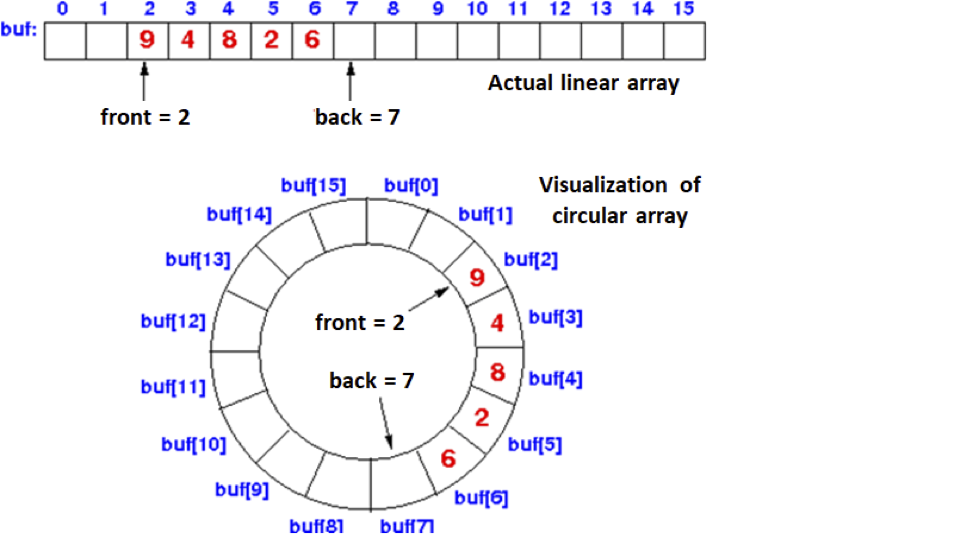 0 1 2 3 4 5 6 7 8 9 10 11 12 13 14 15
buf: 9 4 8 2 6
Actual linear array
front = 2 back = 7
buf[15] buf[0]
Visualization of
circular array
buf[14] buf[1]
buf[13] buf[2]
9
buf[12] front = 2 4 buf[3]
back = 7 8 buf[4]
buf[11]
2
buf[10] buf[5]
6
buf[9] buf[6]
buf[8] buf[7]